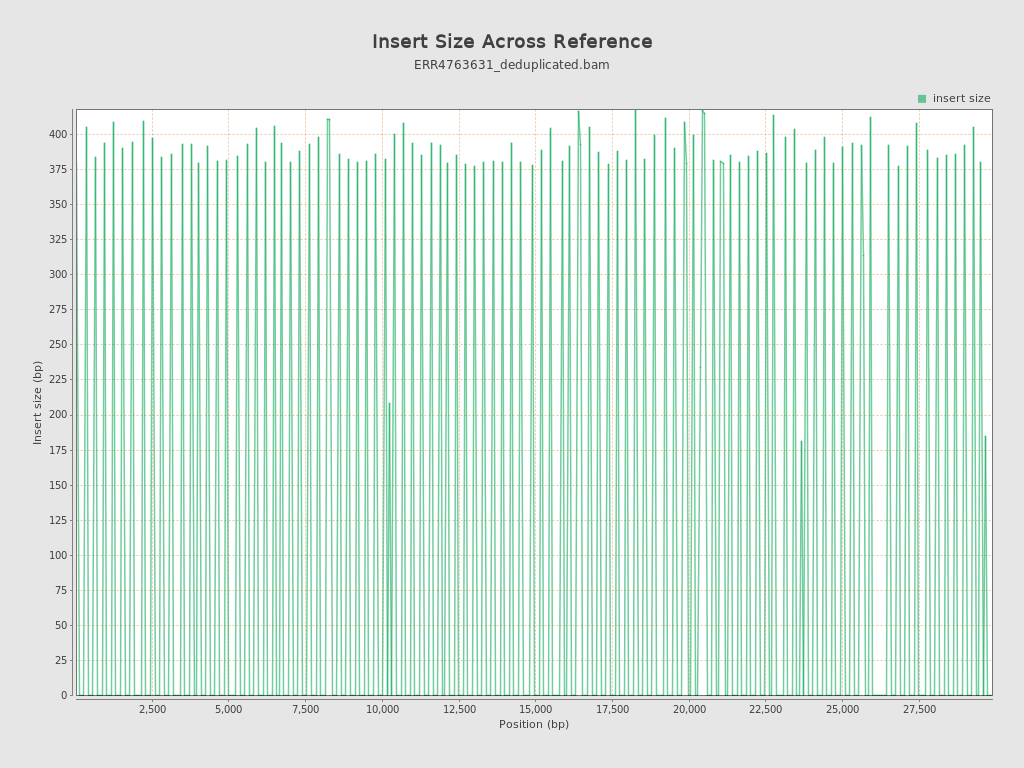 Insert Size Across Reference
ERR4763631_deduplicated.bam
insert size
400
375
350
325
300
275
250
225
200
175
150
125
100
75
50
25
0
Insert size (bp)
2,500 5,000 7,500 10,000 12,500 15,000 17,500 20,000 22,500 25,000 27,500
Position (bp)